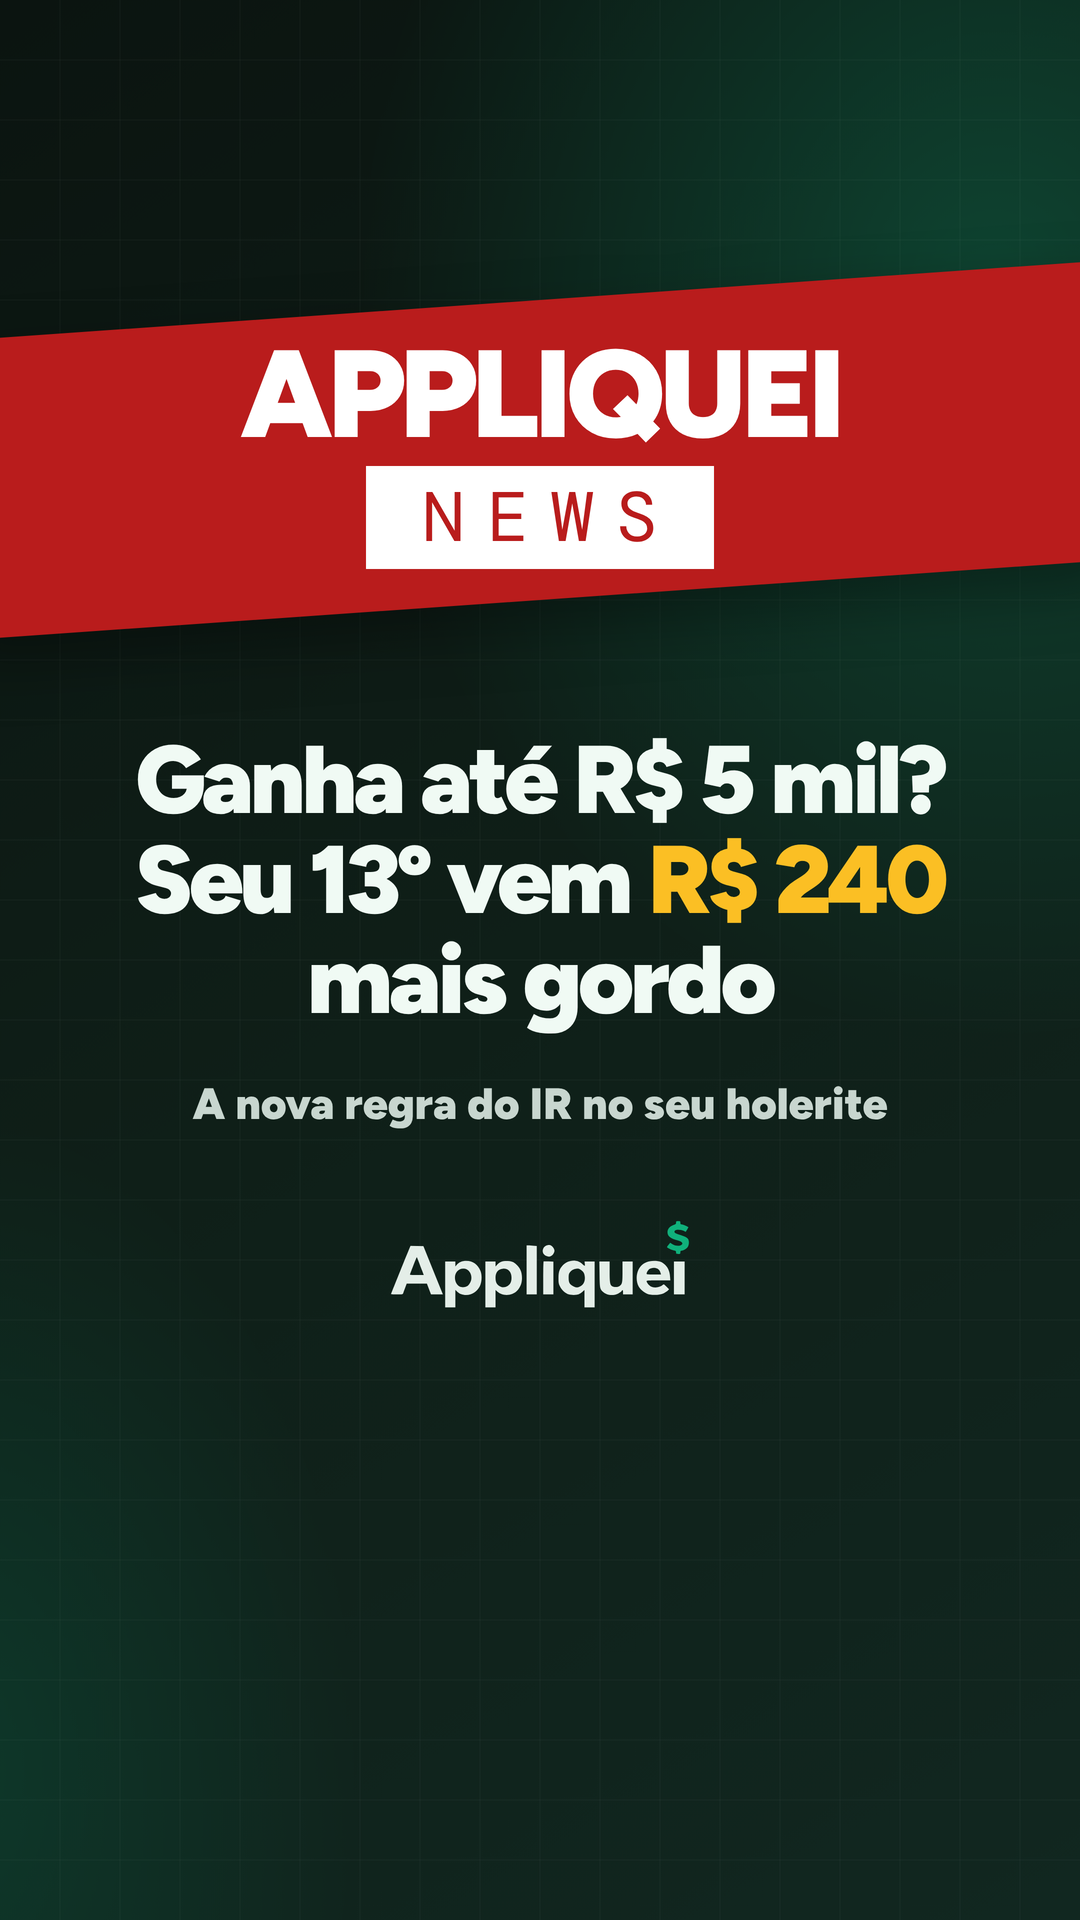 APPLIQUEI
NEWS
Ganha até R$ 5 mil?
Seu 13º vem R$ 240
mais gordo
A nova regra do IR no seu holerite
Appliquei
$